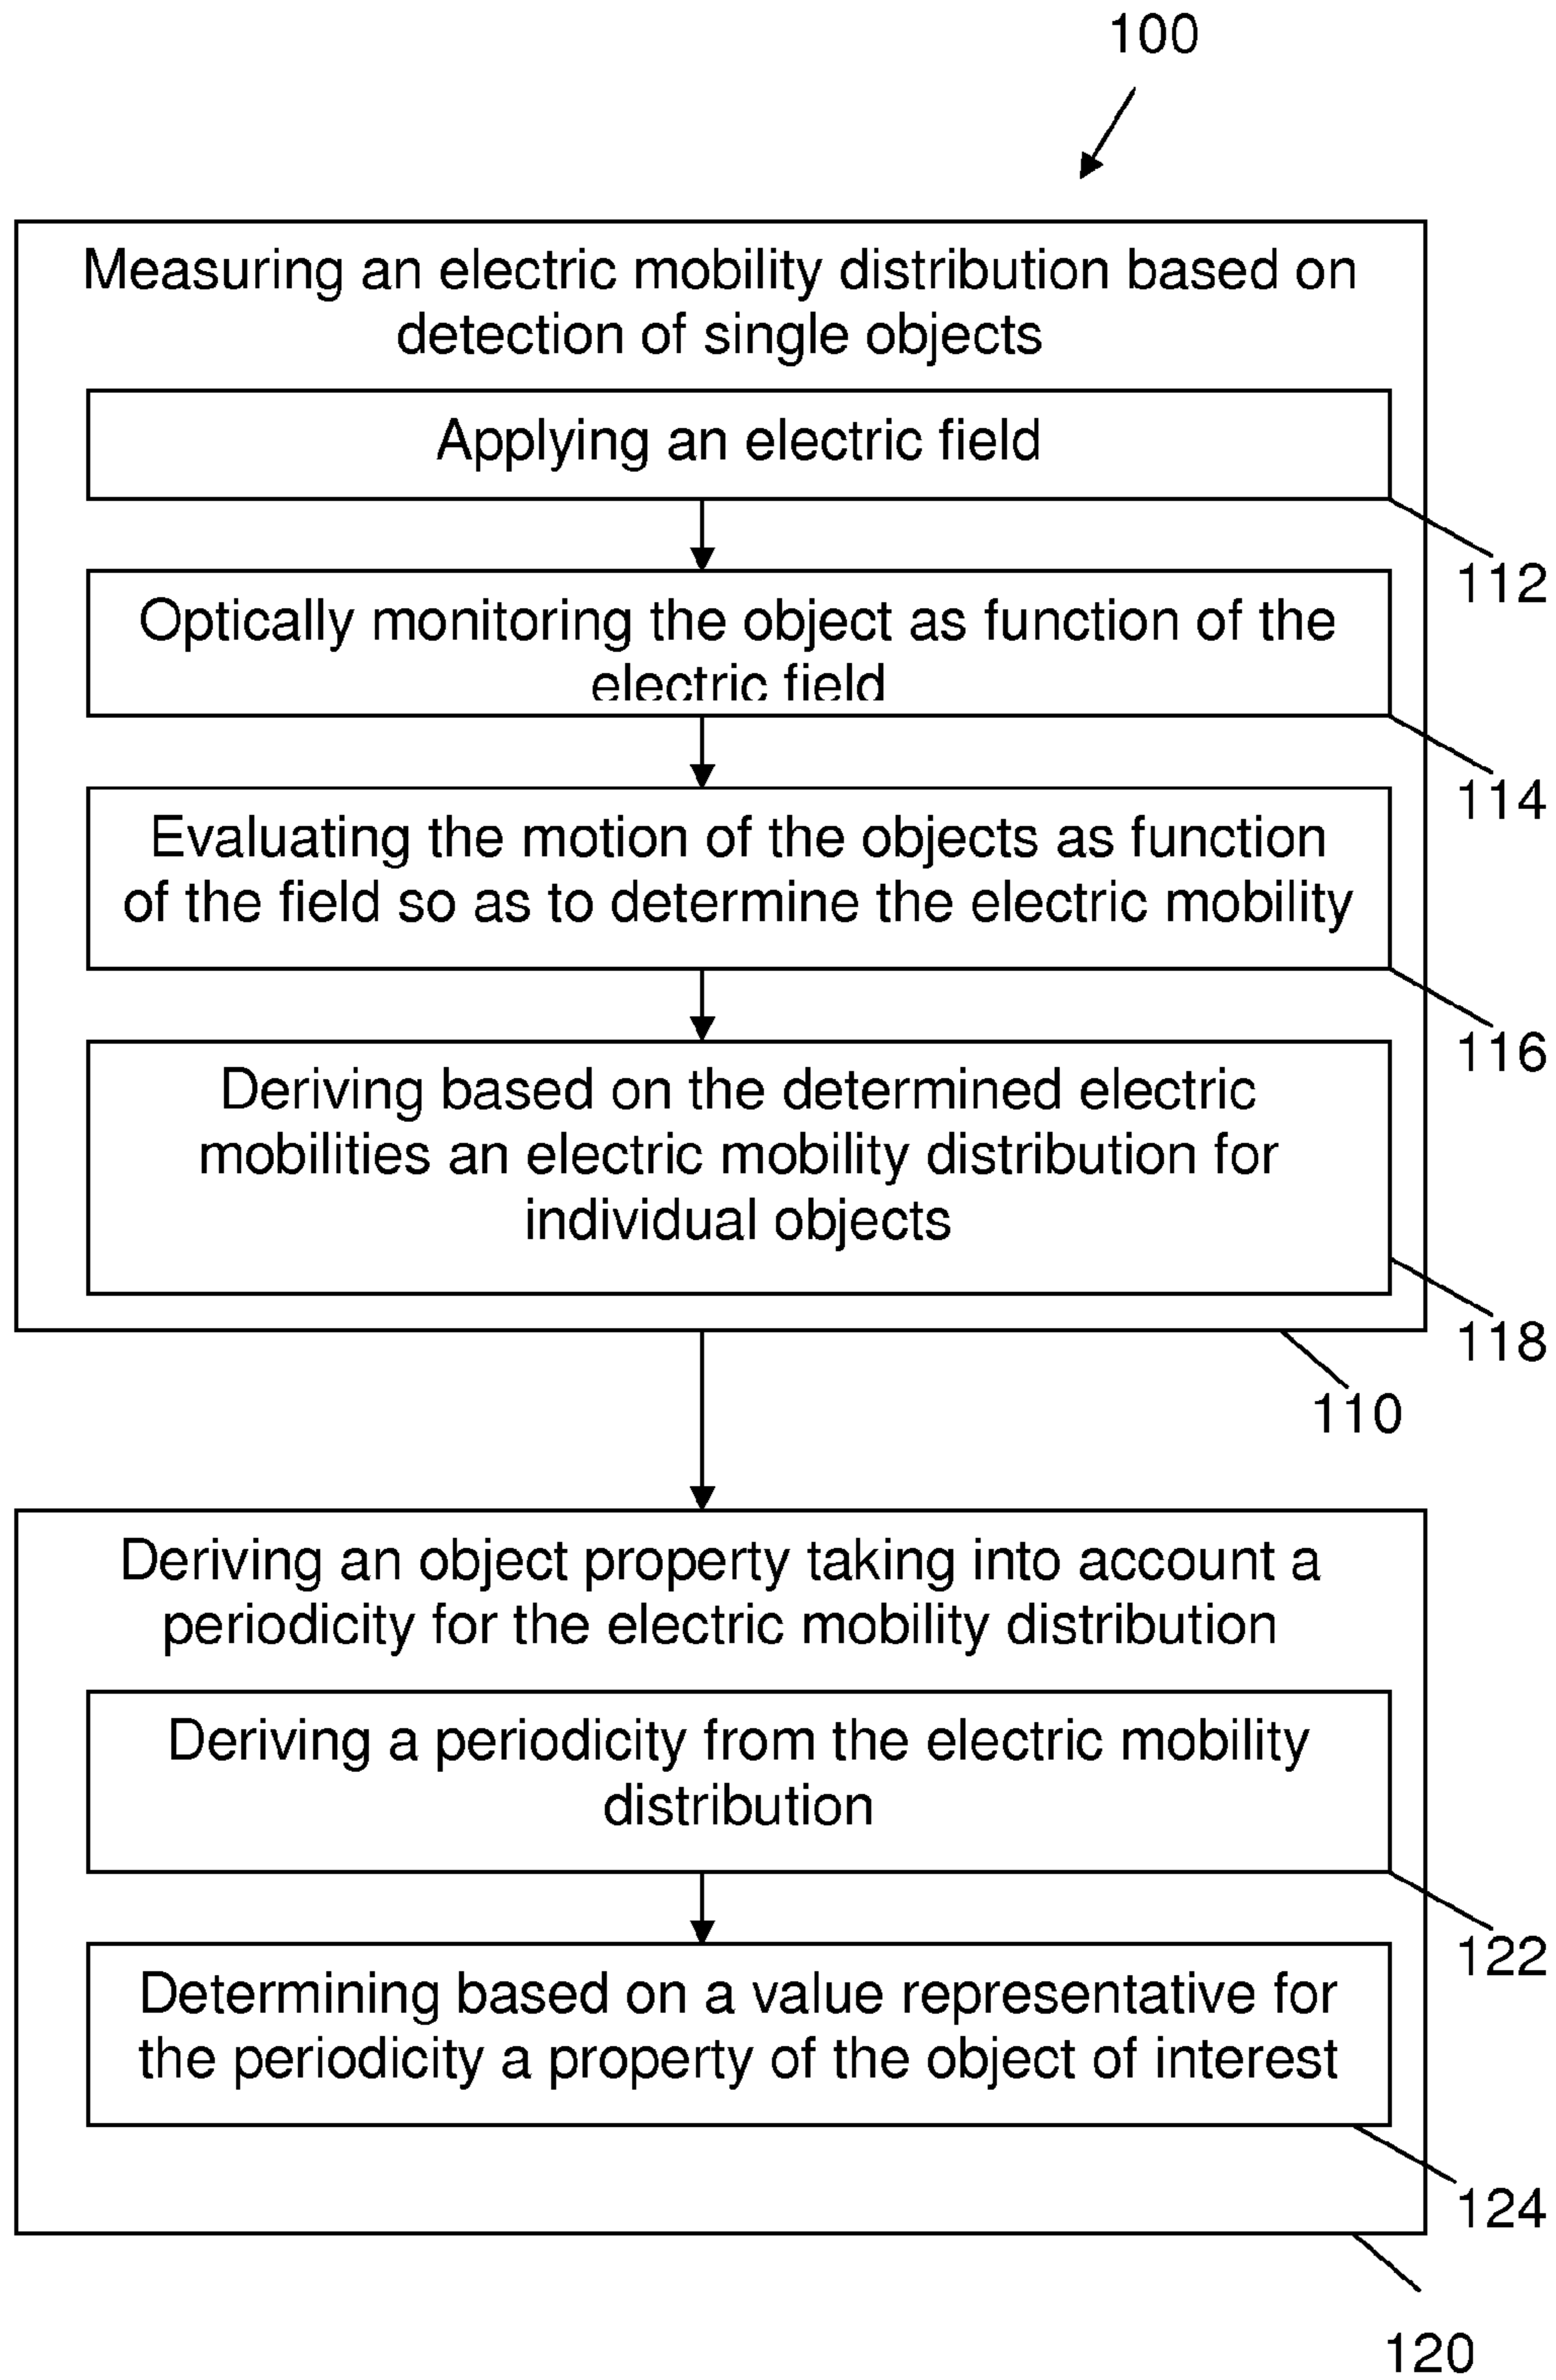 100
Measuring an electric mobility distribution based on
detection of single objects
Applying an electric field
112
Optically monitoring the object as function of the
electric field
114
Evaluating the motion of the objects as function
of the field so as to determine the electric mobility
116
Deriving based on the determined electric
mobilities an electric mobility distribution for
individual objects
118
110
Deriving an object property taking into account a
periodicity for the electric mobility distribution
Deriving a periodicity from the electric mobility
distribution
122
Determining based on a value representative for
the periodicity a property of the object of interest
124
120